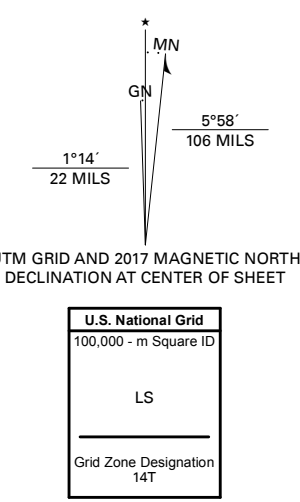 ★
MN
GN
5°58´
106 MILS
1°14´
22 MILS
UTM GRID AND 2017 MAGNETIC NORTH
DECLINATION AT CENTER OF SHEET
U.S. National Grid
100,000 - m Square ID
LS
Grid Zone Designation
14T